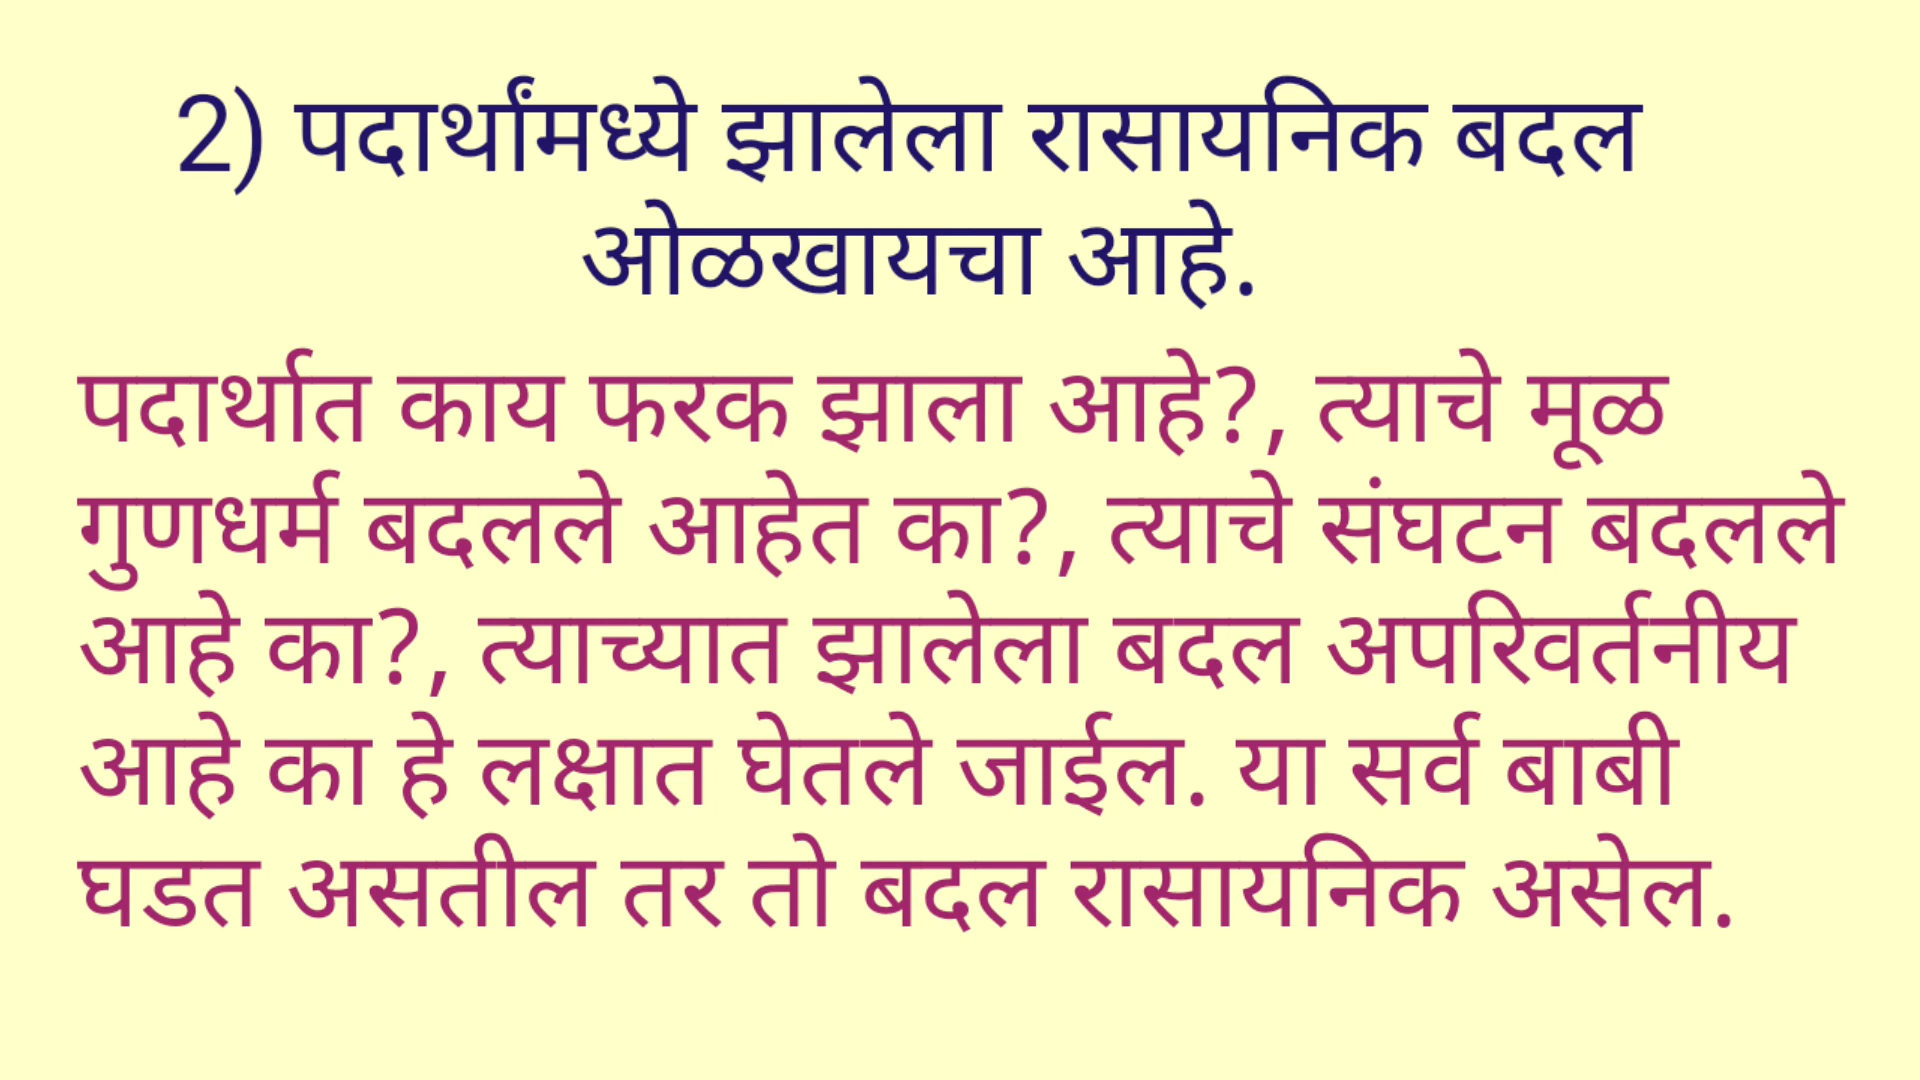 2) पदार्थांमध्ये झालेला रासायनिक बदल
ओळखायचा आहे.
पदार्थात काय फरक झाला आहे?, त्याचे मूळ
गुणधर्म बदलले आहेत का?, त्याचे संघटन बदलले
आहे का?, त्याच्यात झालेला बदल अपरिवर्तनीय
आहे का हे लक्षात घेतले जाईल. या सर्व बाबी
घडत असतील तर तो बदल रासायनिक असेल.